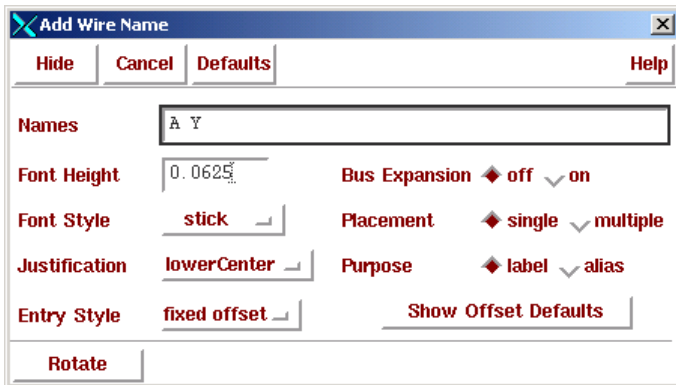 Add Wire Name
Hide Cancel Defaults Help
Names A Y
Font Height 0.0625 Bus Expansion off on
Font Style stick Placement single multiple
Justification lowerCenter Purpose label alias
Entry Style fixed offset Show Offset Defaults
Rotate